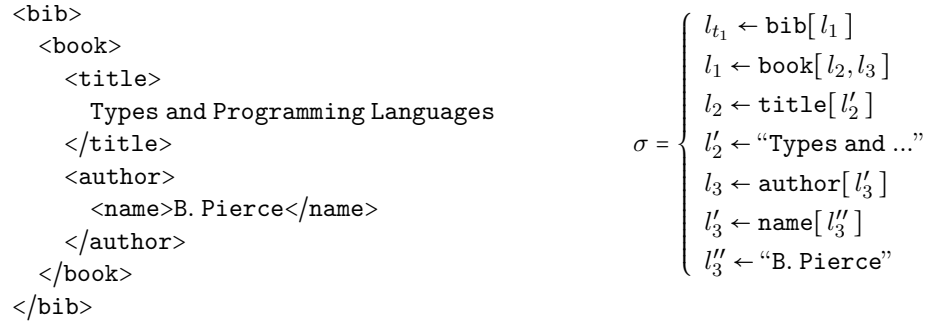 <bib>
<book>
<title>
Types and Programming Languages
</title>
<author>
<name>B. Pierce</name>
</author>
</book>
</bib>
σ =
l_{t_1} ← bib[ l_1 ]
l_1 ← book[ l_2, l_3 ]
l_2 ← title[ l′_2 ]
l′_2 ← “Types and ...”
l_3 ← author[ l′_3 ]
l′_3 ← name[ l″_3 ]
l″_3 ← “B. Pierce”